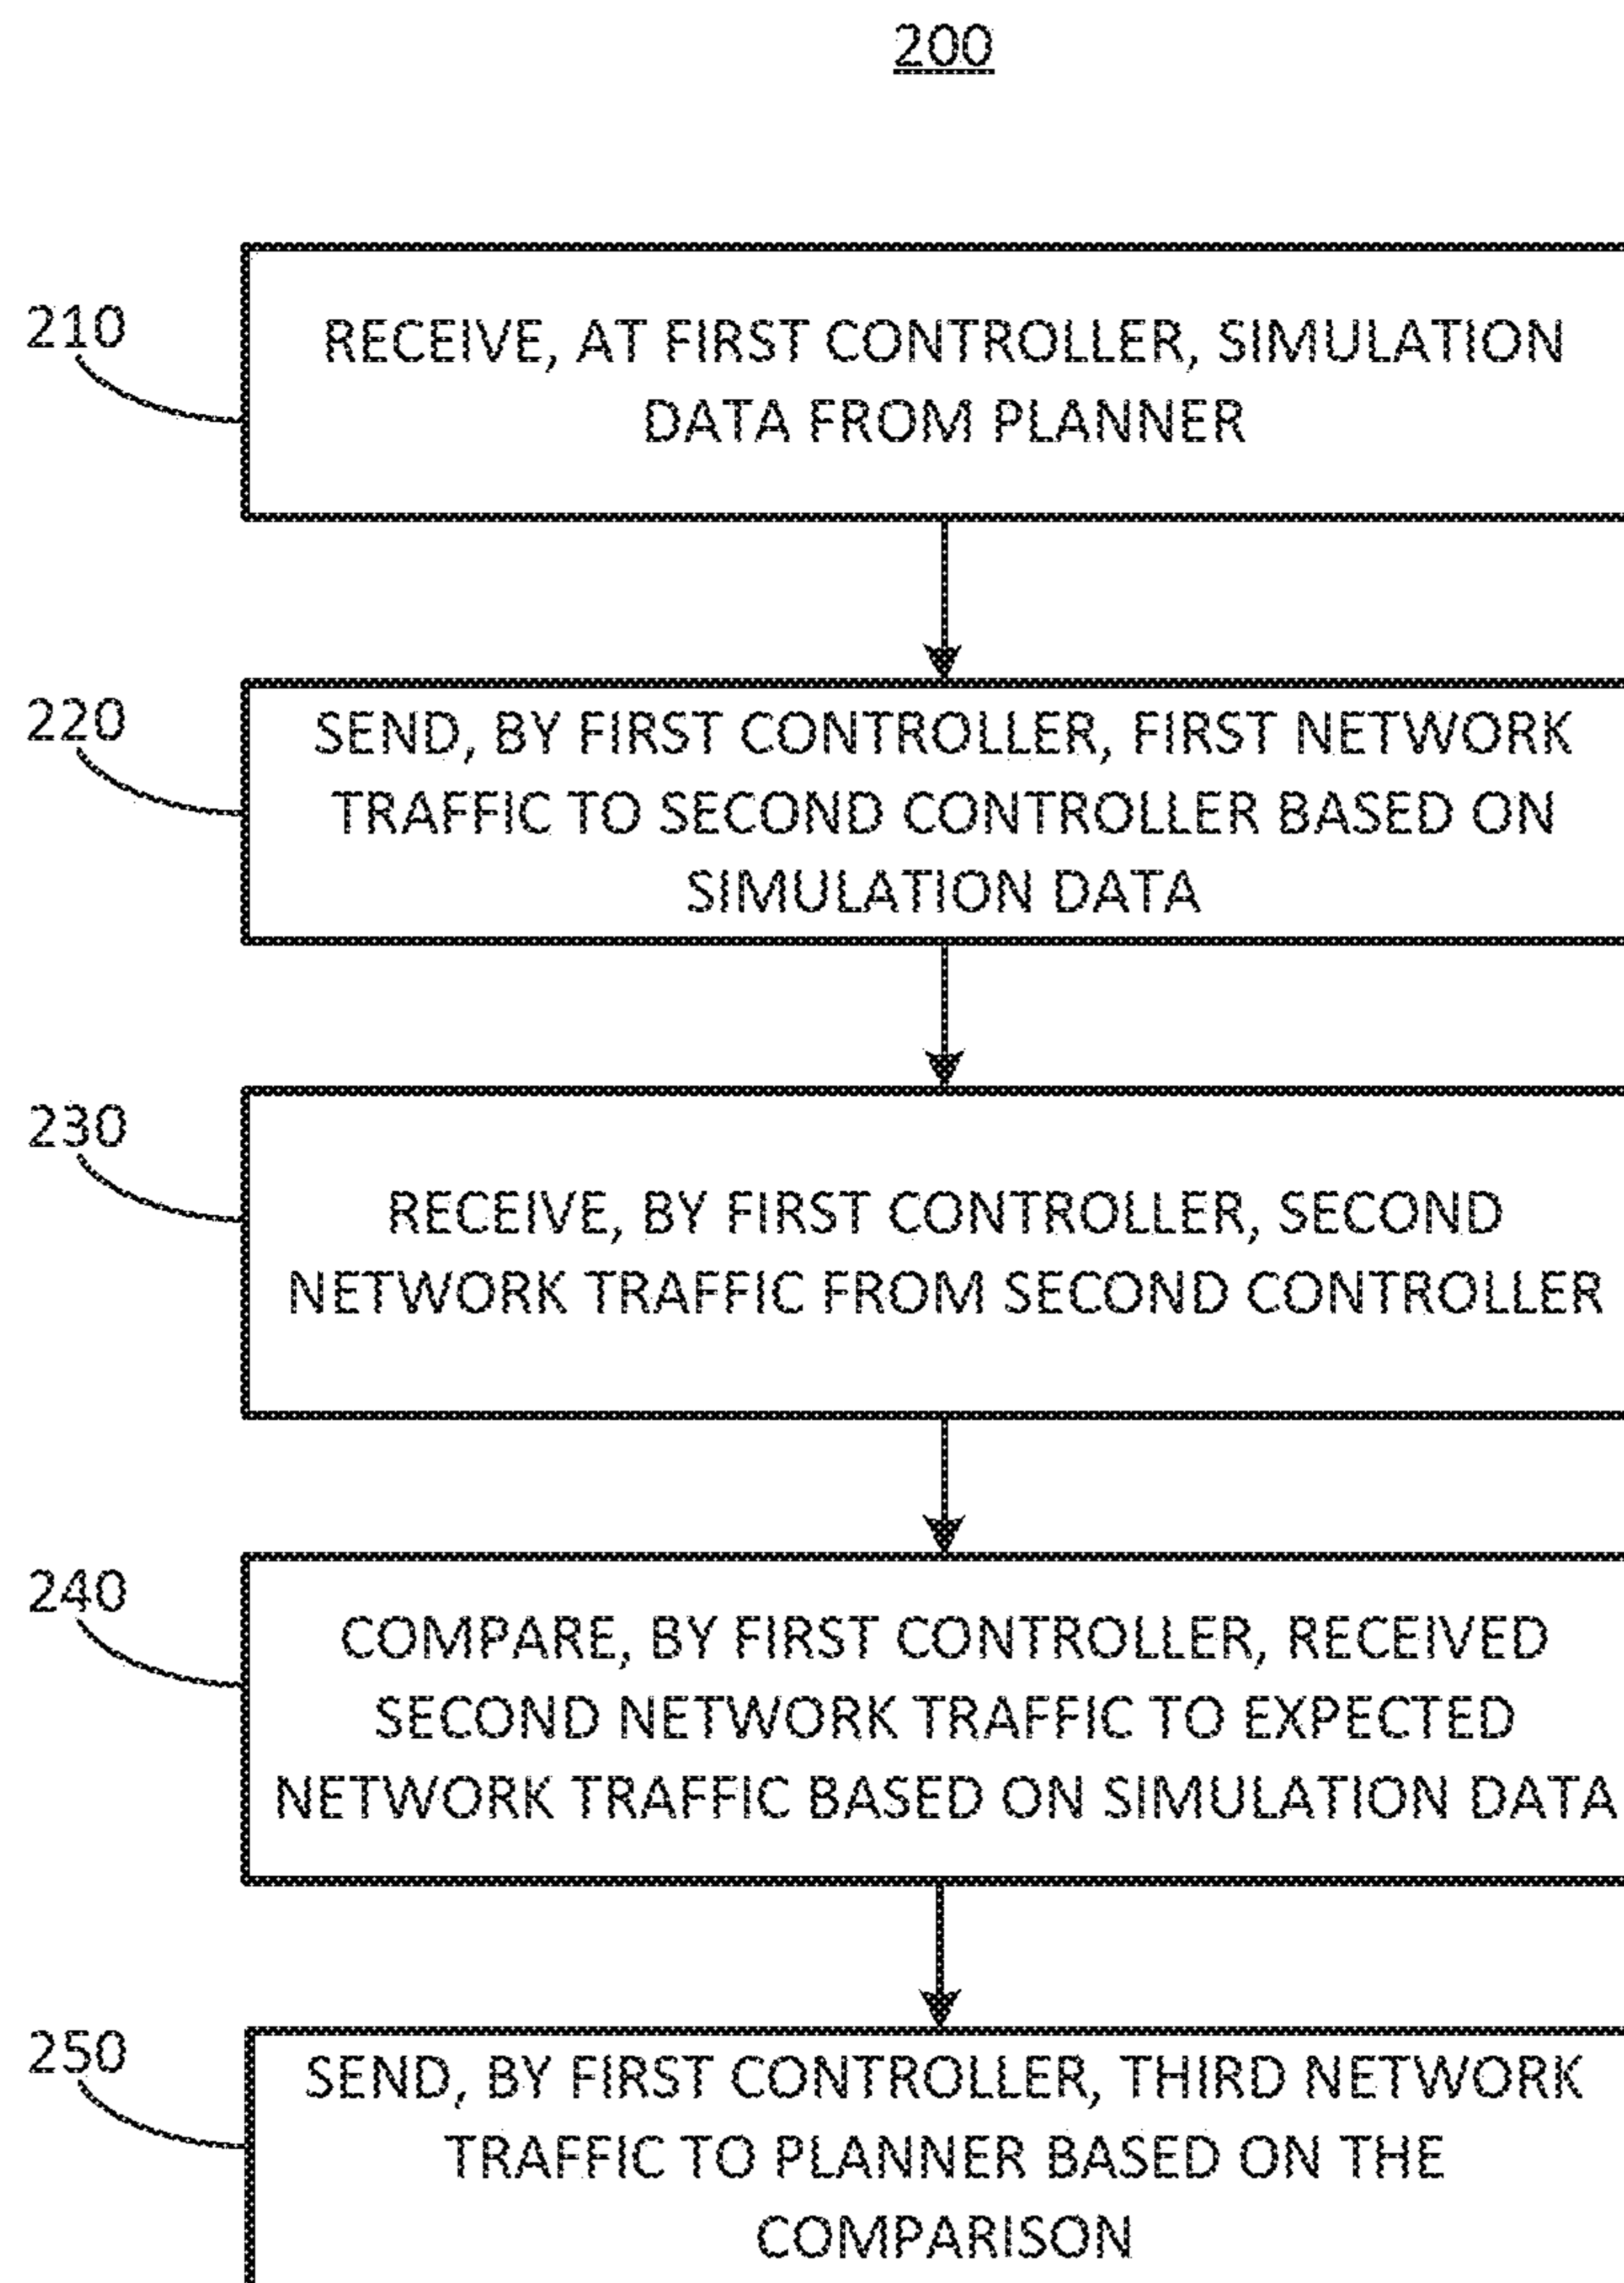 200
210
RECEIVE, AT FIRST CONTROLLER, SIMULATION
DATA FROM PLANNER
220
SEND, BY FIRST CONTROLLER, FIRST NETWORK
TRAFFIC TO SECOND CONTROLLER BASED ON
SIMULATION DATA
230
RECEIVE, BY FIRST CONTROLLER, SECOND
NETWORK TRAFFIC FROM SECOND CONTROLLER
240
COMPARE, BY FIRST CONTROLLER, RECEIVED
SECOND NETWORK TRAFFIC TO EXPECTED
NETWORK TRAFFIC BASED ON SIMULATION DATA
250
SEND, BY FIRST CONTROLLER, THIRD NETWORK
TRAFFIC TO PLANNER BASED ON THE
COMPARISON